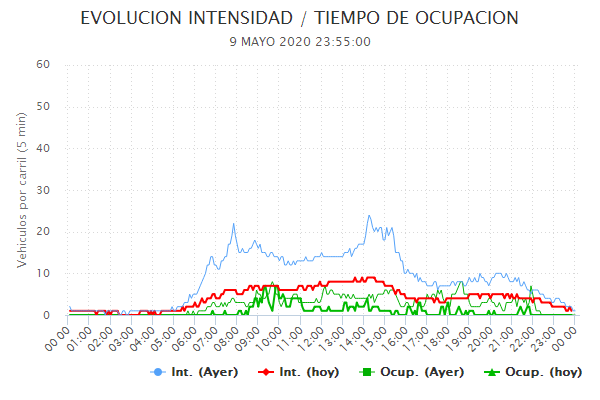 EVOLUCION INTENSIDAD / TIEMPO DE OCUPACION
9 MAYO 2020 23:55:00
Vehiculos por carril (5 min)
60
50
40
30
20
10
0
00:00 01:00 02:00 03:00 04:00 05:00 06:00 07:00 08:00 09:00 10:00 11:00 12:00 13:00 14:00 15:00 16:00 17:00 18:00 19:00 20:00 21:00 22:00 23:00 00:00
Int. (Ayer) Int. (hoy) Ocup. (Ayer) Ocup. (hoy)